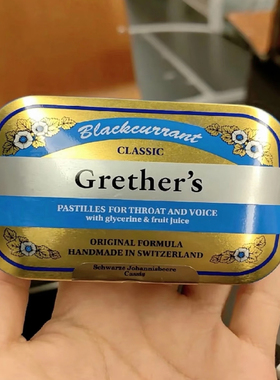 Blackcurrant
CLASSIC
Grether's
PASTILLES FOR THROAT AND VOICE
with glycerine & fruit juice
ORIGINAL FORMULA
HANDMADE IN SWITZERLAND
Schwarze Johannisbeere
Cassis